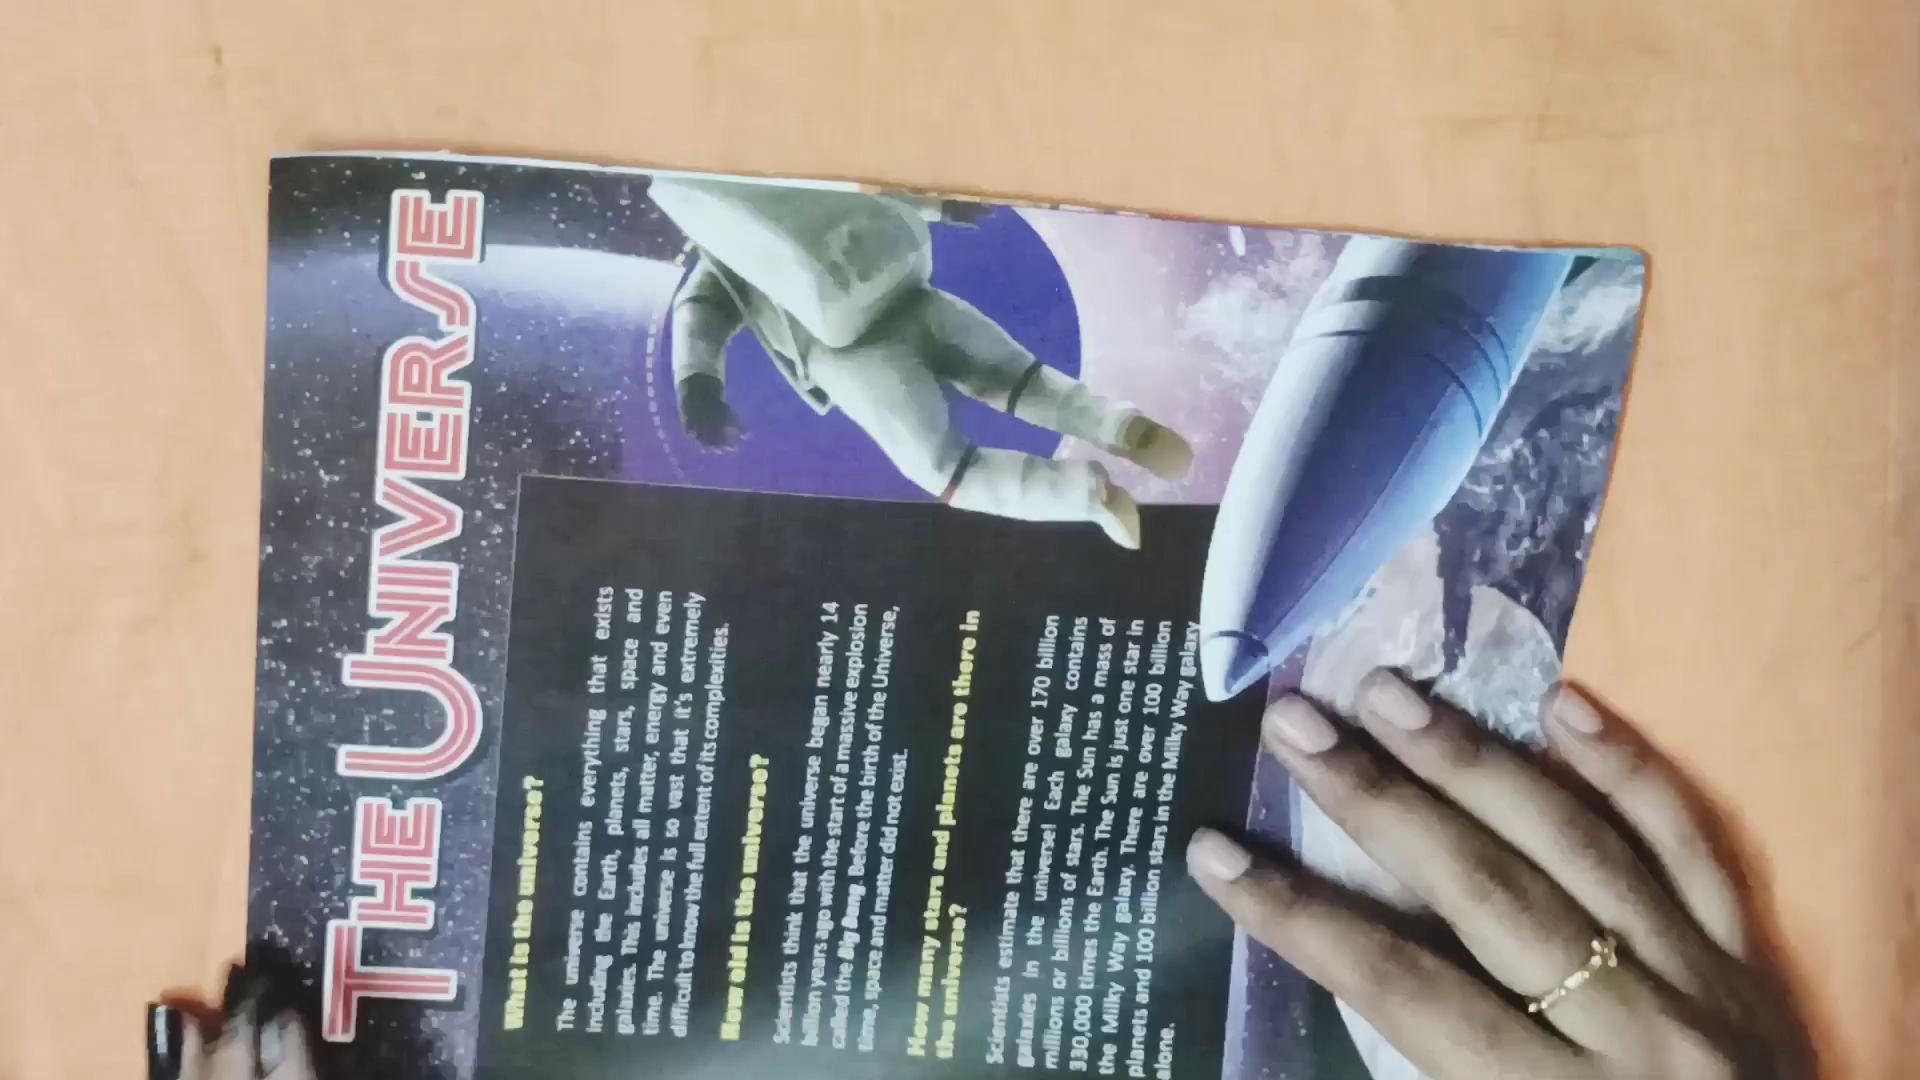 THE UNIVERSE
What is the universe?
The universe contains everything that exists
including the Earth, planets, stars, space and
galaxies. This includes all matter, energy and even
time. The universe is so vast that it's extremely
difficult to know the full extent of its complexities.
How old is the universe?
Scientists think that the universe began nearly 14
billion years ago with the start of a massive explosion
called the Big Bang. Before the birth of the Universe,
time, space and matter did not exist.
How many stars and planets are there in
the universe?
Scientists estimate that there are over 170 billion
galaxies in the universe! Each galaxy contains
millions or billions of stars. The Sun has a mass of
330,000 times the Earth. The Sun is just one star in
the Milky Way galaxy. There are over 100 billion
planets and 100 billion stars in the Milky Way galaxy
alone.